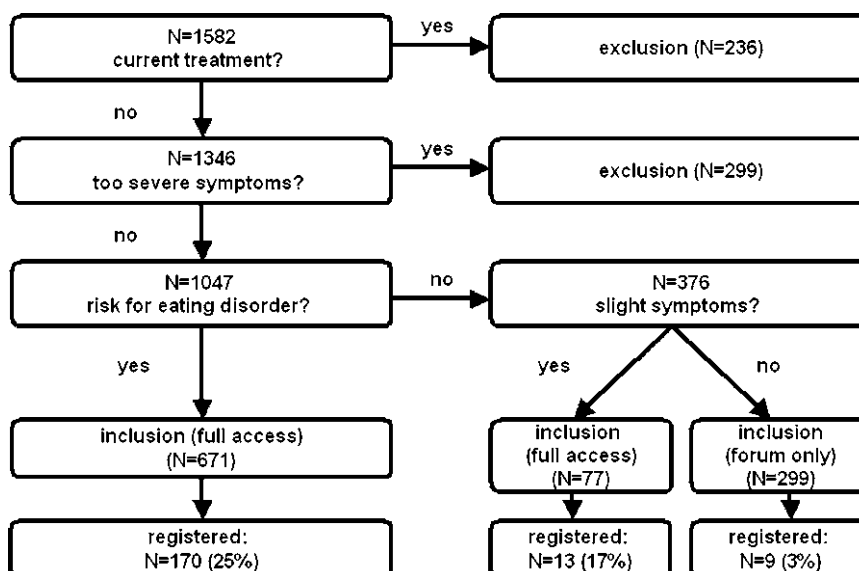 N=1582
current treatment?
yes
exclusion (N=236)
no
N=1346
too severe symptoms?
yes
exclusion (N=299)
no
N=1047
risk for eating disorder?
no
N=376
slight symptoms?
yes
yes
no
inclusion (full access)
(N=671)
inclusion
(full access)
(N=77)
inclusion
(forum only)
(N=299)
registered:
N=170 (25%)
registered:
N=13 (17%)
registered:
N=9 (3%)